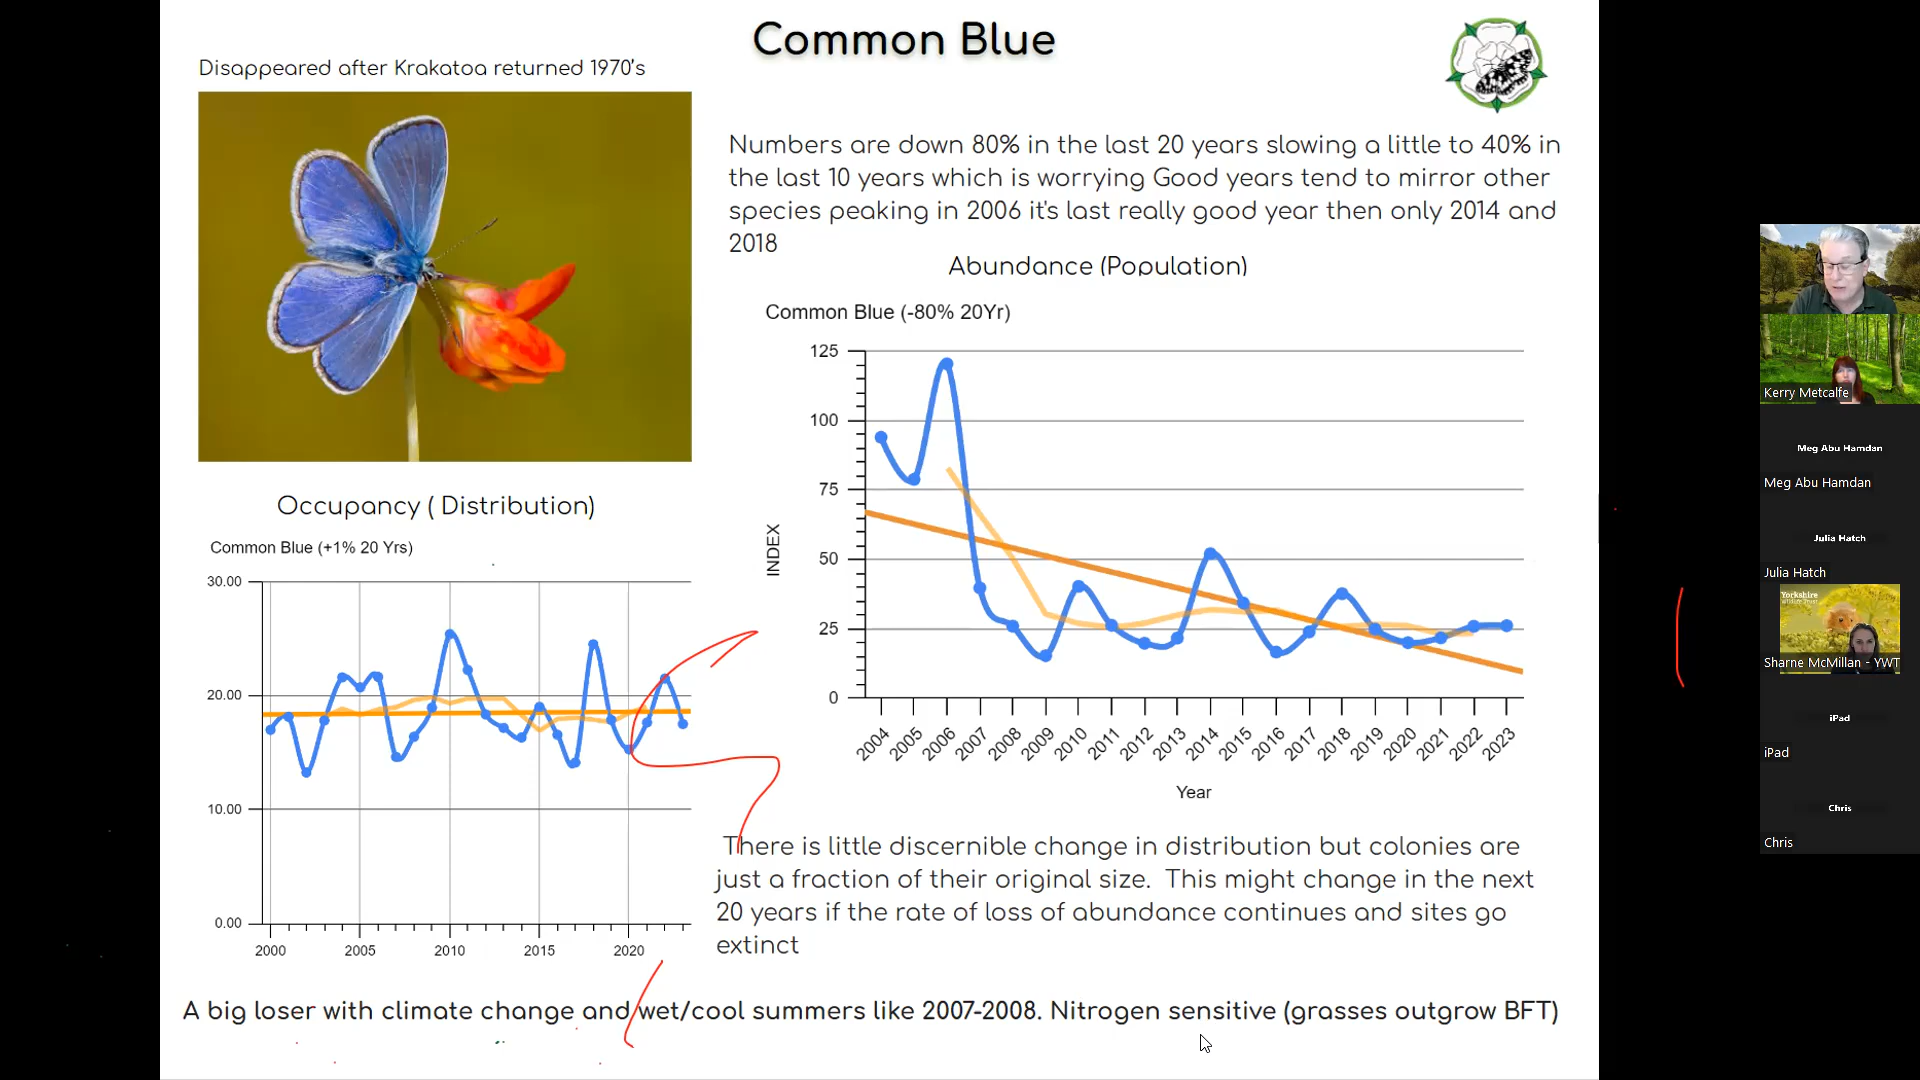 Common Blue
Disappeared after Krakatoa returned 1970's
Numbers are down 80% in the last 20 years slowing a little to 40% in
the last 10 years which is worrying Good years tend to mirror other
species peaking in 2006 it's last really good year then only 2014 and
2018
Abundance (Population)
Common Blue (-80% 20Yr)
125
100
75
50
25
0
INDEX
2004
2005
2006
2007
2008
2009
2010
2011
2012
2013
2014
2015
2016
2017
2018
2019
2020
2021
2022
2023
Year
Occupancy ( Distribution)
Common Blue (+1% 20 Yrs)
30.00
20.00
10.00
0.00
2000
2005
2010
2015
2020
There is little discernible change in distribution but colonies are
just a fraction of their original size. This might change in the next
20 years if the rate of loss of abundance continues and sites go
extinct
A big loser with climate change and wet/cool summers like 2007-2008. Nitrogen sensitive (grasses outgrow BFT)
Kerry Metcalfe
Meg Abu Hamdan
Meg Abu Hamdan
Julia Hatch
Julia Hatch
Yorkshire
Sharne McMillan - YWT
iPad
iPad
Chris
Chris